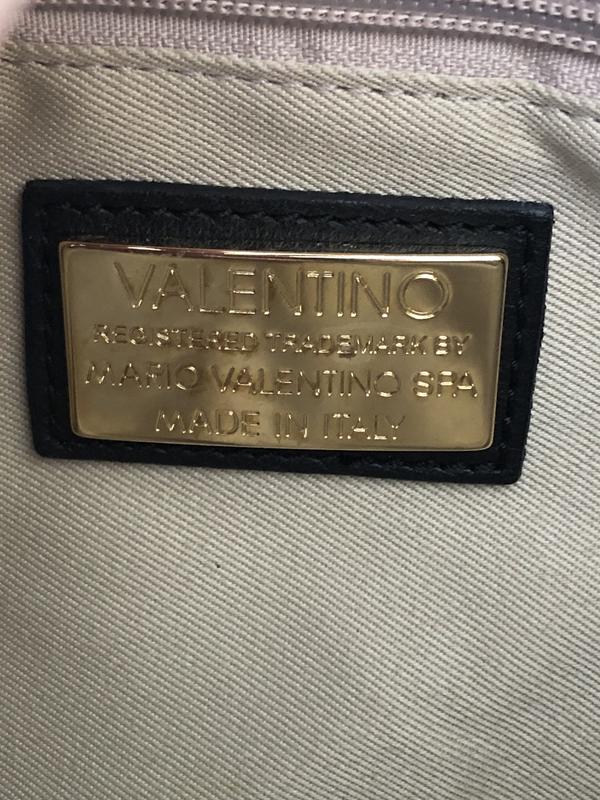 VALENTINO
REGISTERED TRADEMARK BY
MARIO VALENTINO SPA
MADE IN ITALY